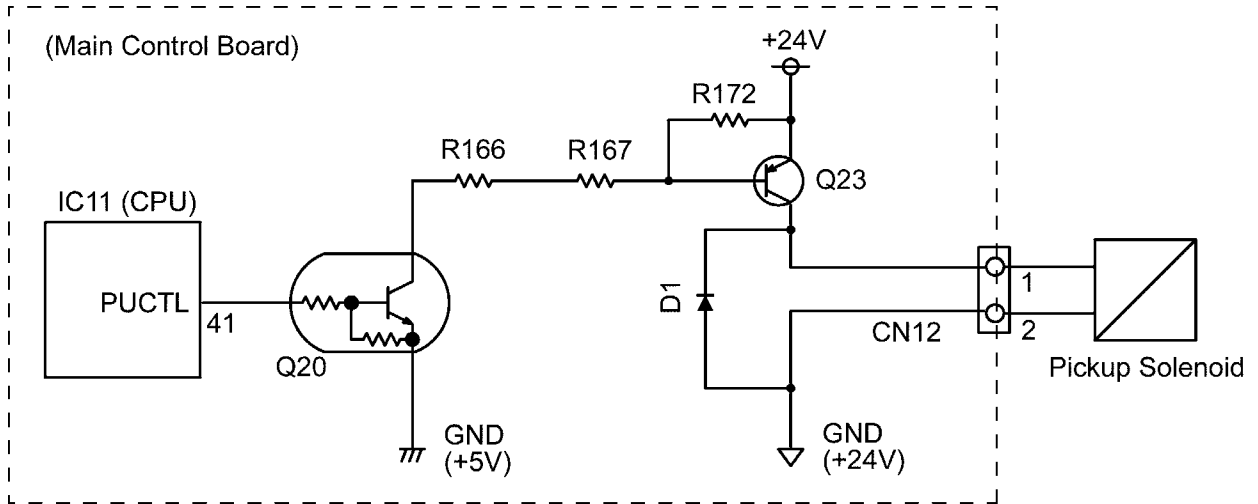 (Main Control Board)
+24V
R172
R166
R167
Q23
IC11 (CPU)
PUCTL
41
Q20
D1
1
CN12
2
Pickup Solenoid
GND
(+5V)
GND
(+24V)